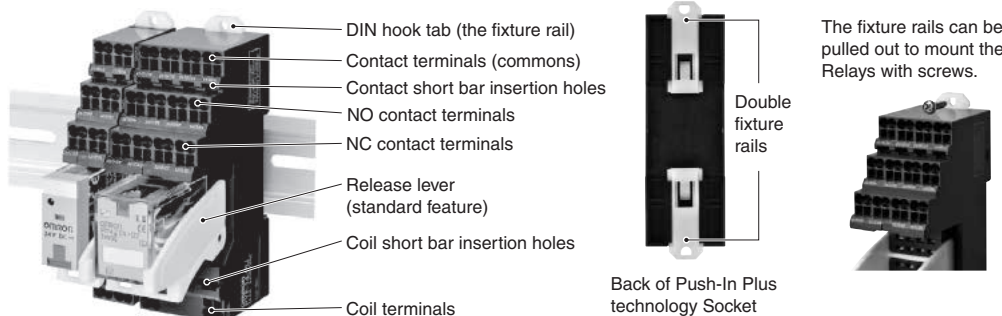 DIN hook tab (the fixture rail)
Contact terminals (commons)
Contact short bar insertion holes
NO contact terminals
NC contact terminals
Release lever
(standard feature)
Coil short bar insertion holes
Coil terminals
OMRON
OMRON
Double
fixture
rails
Back of Push-In Plus
technology Socket
The fixture rails can be
pulled out to mount the
Relays with screws.